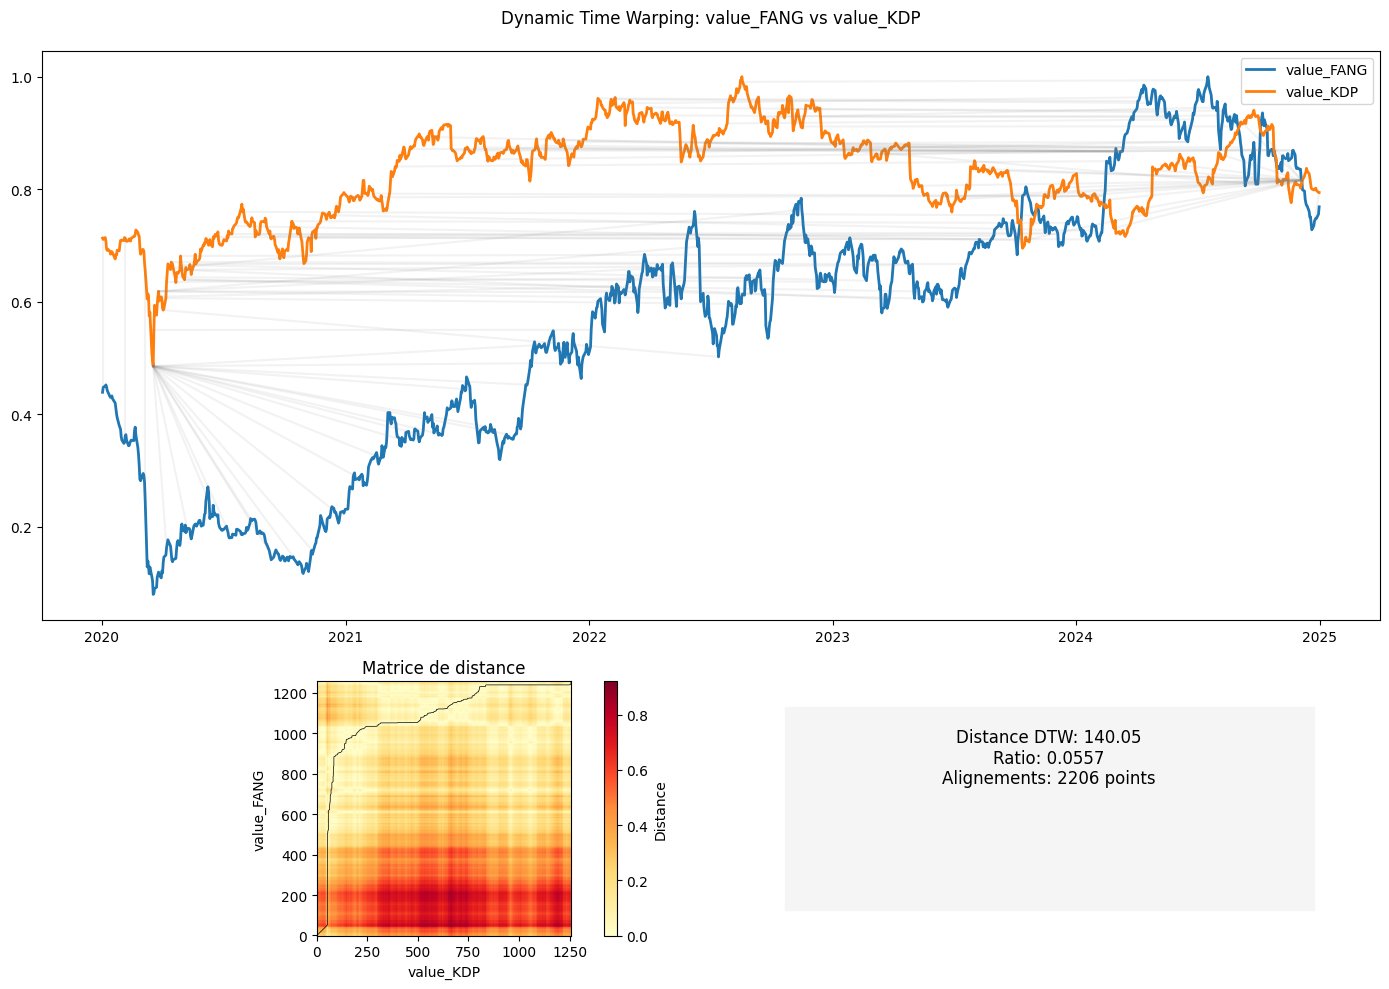 Dynamic Time Warping: value_FANG vs value_KDP
value_FANG
value_KDP
1.0
0.8
0.6
0.4
0.2
2020 2021 2022 2023 2024 2025
Matrice de distance
value_FANG
1200
1000
800
600
400
200
0
0 250 500 750 1000 1250
value_KDP
0.8
0.6
0.4
0.2
0.0
Distance
Distance DTW: 140.05
Ratio: 0.0557
Alignements: 2206 points